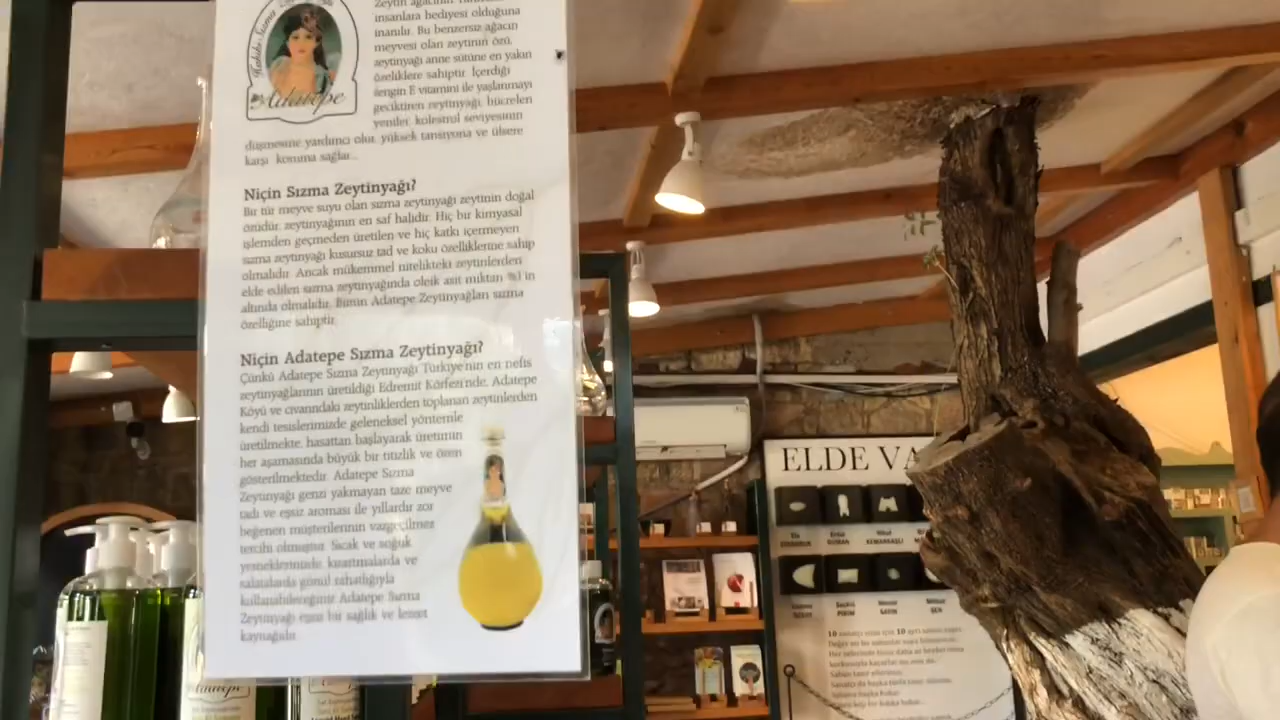 Zeytin ağacının
insanlara hediyesi olduğuna
inanılır. Bu benzersiz ağacın
meyvesi olan zeytinin özü,
zeytinyağı anne sütüne en yakın
özeliklere sahiptir. İçerdiği
zengin E vitamini ile yaşlanmayı
geciktiren zeytinyağı, hücreleri
yeniler, kolestrol seviyesinin
düşmesine yardımcı olur, yüksek tansiyona ve ülsere
karşı koruma sağlar...
Adatepe
Niçin Sızma Zeytinyağı?
Bir tür meyve suyu olan sızma zeytinyağı zeytinin doğal
özüdür, zeytinyağının en saf halidir. Hiç bir kimyasal
işlemden geçmeden üretilen ve hiç katkı içermeyen
sızma zeytinyağı kusursuz tad ve koku özelliklerine sahip
olmalıdır. Ancak mükemmel nitelikteki zeytinlerden
elde edilen sızma zeytinyağında oleik asit miktarı %1'in
altında olmalıdır. Bütün Adatepe Zeytinyağları sızma
özelliğine sahiptir.
Niçin Adatepe Sızma Zeytinyağı?
Çünkü Adatepe Sızma Zeytinyağı Türkiye'nin en nefis
zeytinyağlarının üretildiği Edremit Körfezi'nde, Adatepe
Köyü ve civarındaki zeytinliklerden toplanan zeytinlerden
kendi tesislerimizde geleneksel yöntemle
üretilmekte, hasattan başlayarak üretimin
her aşamasında büyük bir titizlik ve özen
gösterilmektedir. Adatepe Sızma
Zeytinyağı genzi yakmayan taze meyve
tadı ve eşsiz aroması ile yıllardır zor
beğenen müşterilerinin vazgeçilmez
tercihi olmuştur. Sıcak ve soğuk
yemeklerinizde, kızartmalarda ve
salatalarda gönül rahatlığıyla
kullanabileceğiniz Adatepe Sızma
Zeytinyağı eşsiz bir sağlık ve lezzet
kaynağıdır.
Adatepe
ELDE VA